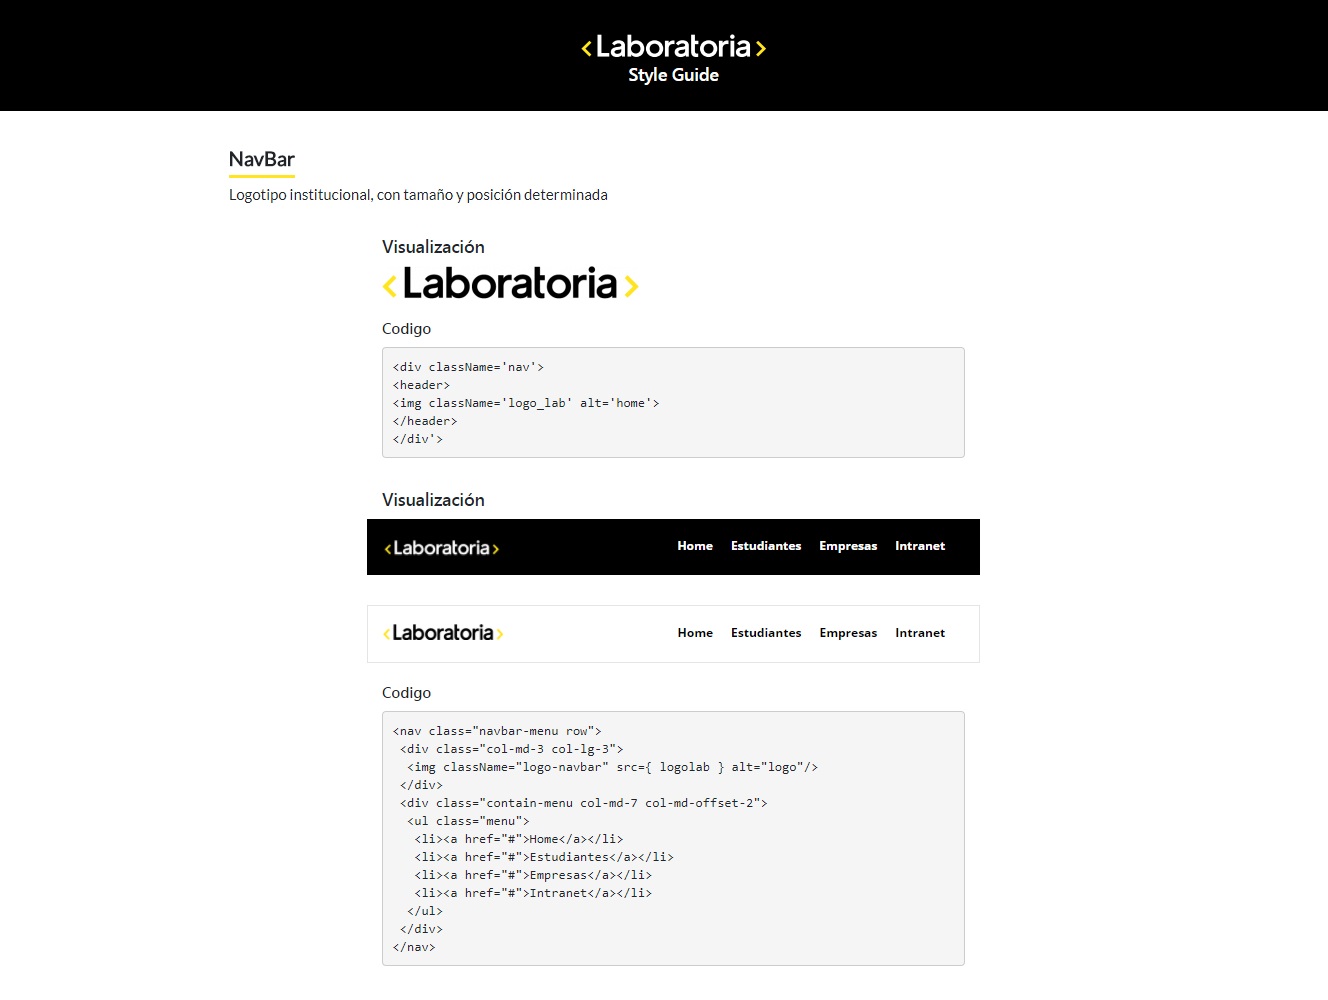 <Laboratoria>
Style Guide
NavBar
Logotipo institucional, con tamaño y posición determinada
Visualización
<Laboratoria>
Codigo
<div className='nav'>
<header>
<img className='logo_lab' alt='home'>
</header>
</div'>
Visualización
<Laboratoria> Home Estudiantes Empresas Intranet
<Laboratoria> Home Estudiantes Empresas Intranet
Codigo
<nav class="navbar-menu row">
<div class="col-md-3 col-lg-3">
<img className="logo-navbar" src={ logolab } alt="logo"/>
</div>
<div class="contain-menu col-md-7 col-md-offset-2">
<ul class="menu">
<li><a href="#">Home</a></li>
<li><a href="#">Estudiantes</a></li>
<li><a href="#">Empresas</a></li>
<li><a href="#">Intranet</a></li>
</ul>
</div>
</nav>